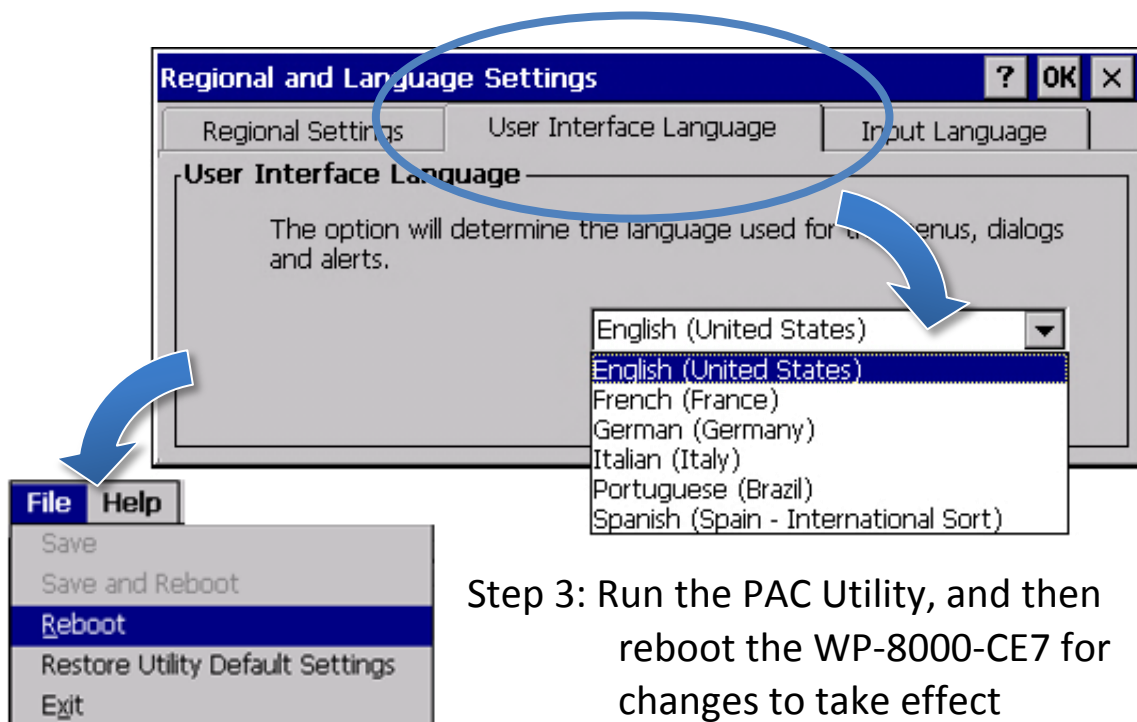 Regional and Language Settings ? OK ×
Regional Settings User Interface Language Input Language
User Interface Language
The option will determine the language used for the menus, dialogs
and alerts.
English (United States)
English (United States)
French (France)
German (Germany)
Italian (Italy)
Portuguese (Brazil)
Spanish (Spain - International Sort)
File Help
Save
Save and Reboot
Reboot
Restore Utility Default Settings
Exit
Step 3: Run the PAC Utility, and then
reboot the WP-8000-CE7 for
changes to take effect